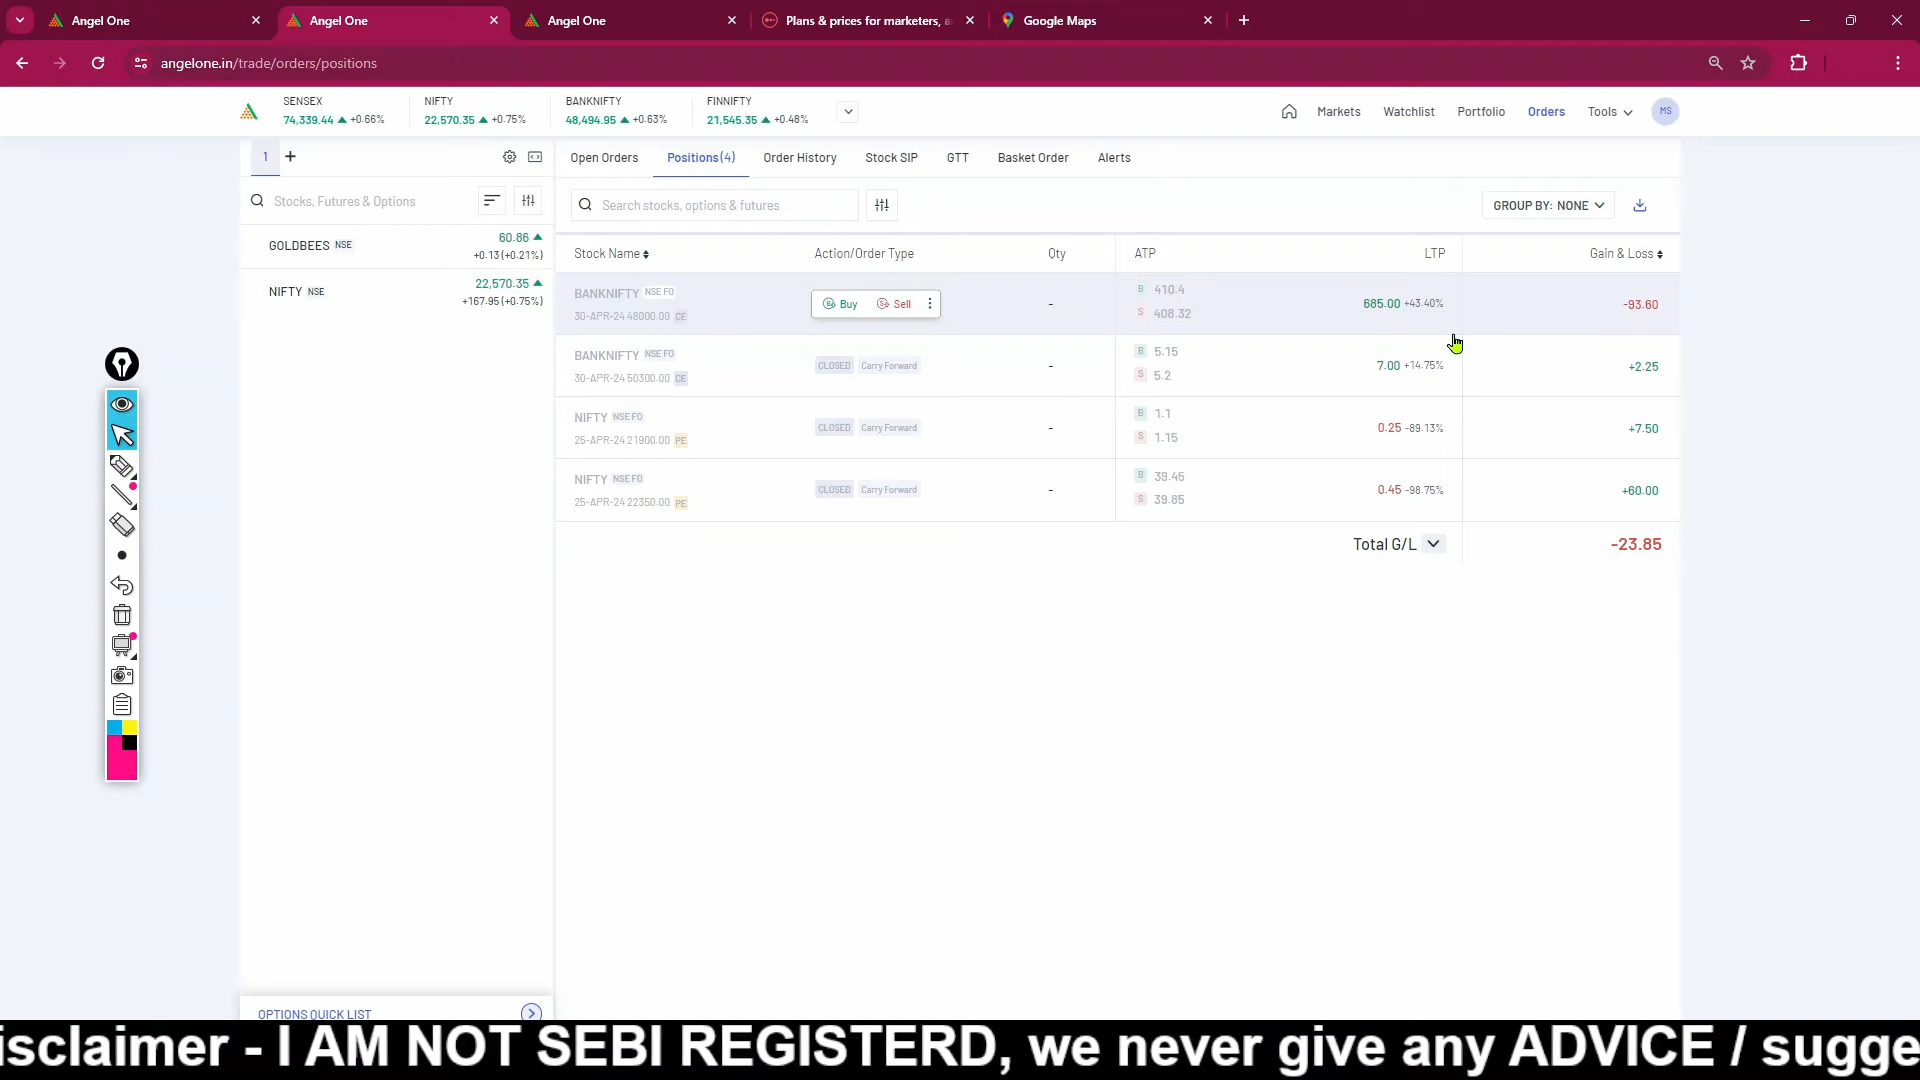 Angel One
Angel One
Angel One
Plans & prices for marketers, a
Google Maps
angelone.in/trade/orders/positions
SENSEX
74,339.44 ▲ +0.66%
NIFTY
22,570.35 ▲ +0.75%
BANKNIFTY
48,494.95 ▲ +0.63%
FINNIFTY
21,545.35 ▲ +0.48%
Markets
Watchlist
Portfolio
Orders
Tools
MS
1
Stocks, Futures & Options
GOLDBEES NSE
60.86 ▲
+0.13 (+0.21%)
NIFTY NSE
22,570.35 ▲
+167.95 (+0.75%)
OPTIONS QUICK LIST
Open Orders
Positions (4)
Order History
Stock SIP
GTT
Basket Order
Alerts
Search stocks, options & futures
GROUP BY: NONE
Stock Name Action/Order Type Qty ATP LTP Gain & Loss
BANKNIFTY NSE FO
30-APR-24 48000.00 CE
Buy Sell
-
B 410.4
S 408.32
685.00 +43.40%
-93.60
BANKNIFTY NSE FO
30-APR-24 50300.00 CE
CLOSED Carry Forward
-
B 5.15
S 5.2
7.00 +14.75%
+2.25
NIFTY NSE FO
25-APR-24 21900.00 PE
CLOSED Carry Forward
-
B 1.1
S 1.15
0.25 -89.13%
+7.50
NIFTY NSE FO
25-APR-24 22350.00 PE
CLOSED Carry Forward
-
B 39.45
S 39.85
0.45 -98.75%
+60.00
Total G/L
-23.85
isclaimer - I AM NOT SEBI REGISTERD, we never give any ADVICE / sugge